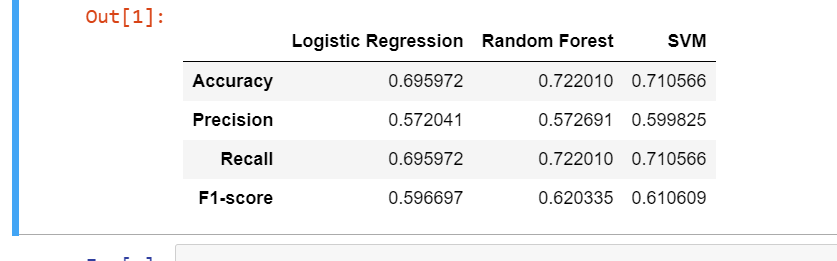 Out[1]:
Logistic Regression Random Forest SVM
Accuracy 0.695972 0.722010 0.710566
Precision 0.572041 0.572691 0.599825
Recall 0.695972 0.722010 0.710566
F1-score 0.596697 0.620335 0.610609